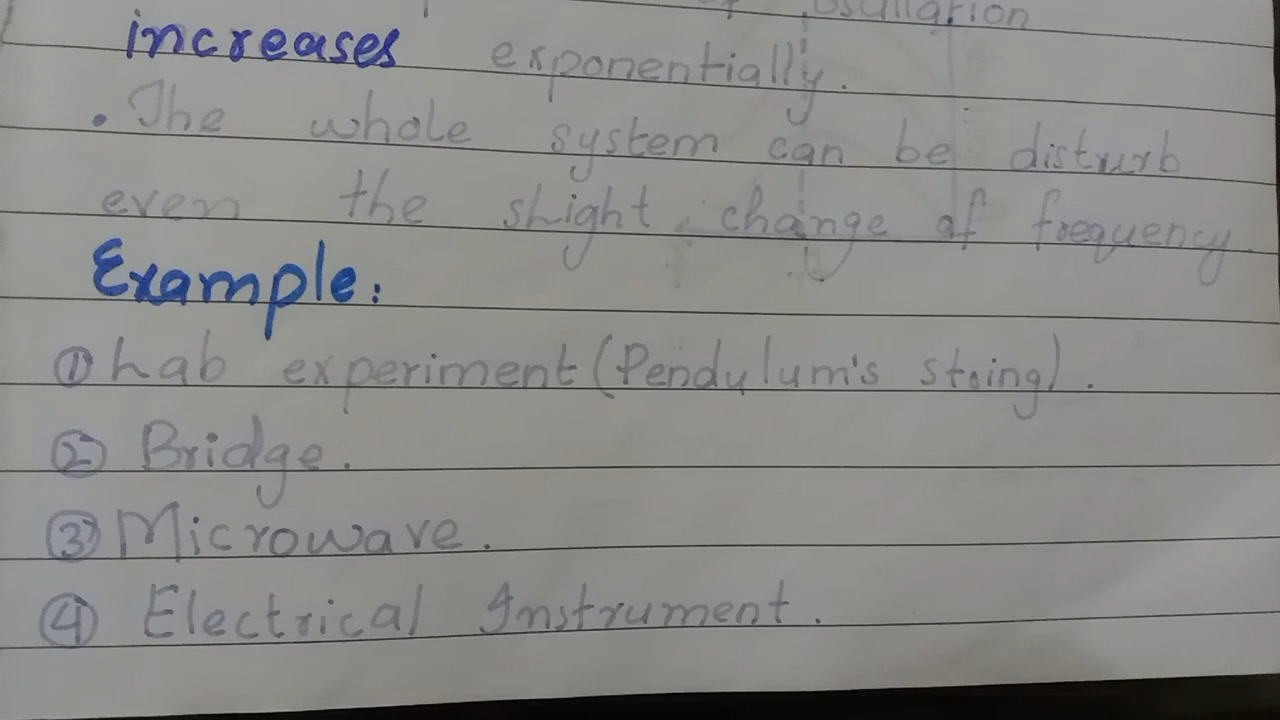 oscillation
increases exponentially.
. The whole system can be disturb
even the slight change of frequency.
Example:
① Lab experiment (Pendulum's string).
② Bridge.
③ Microwave.
④ Electrical Instrument.